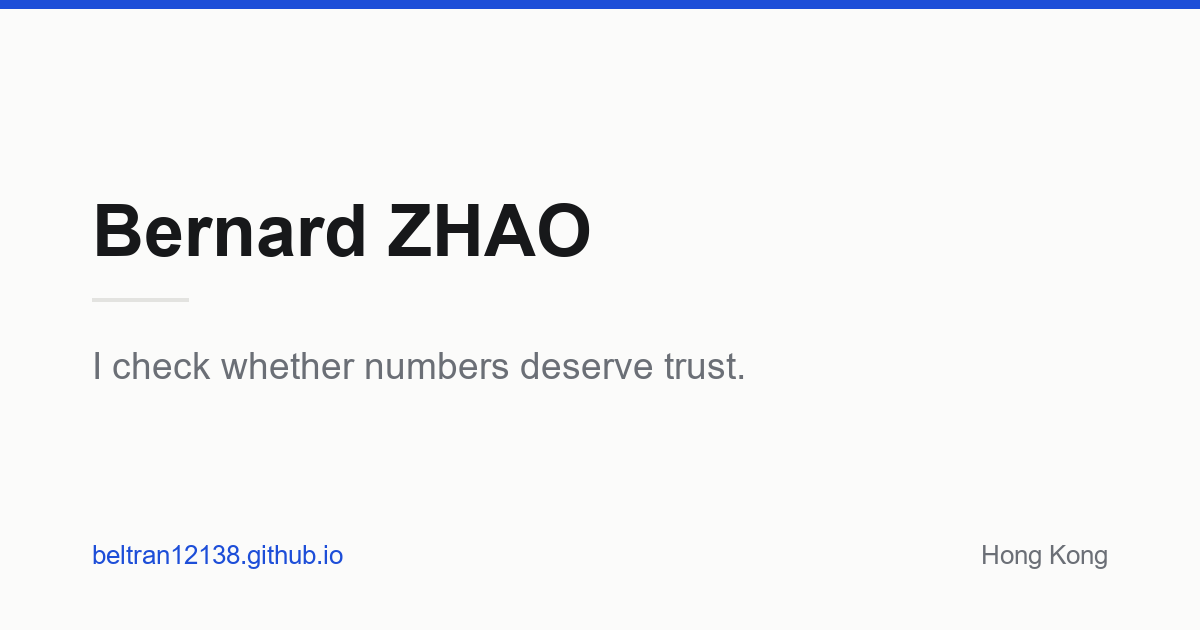 Bernard ZHAO
I check whether numbers deserve trust.
beltran12138.github.io
Hong Kong